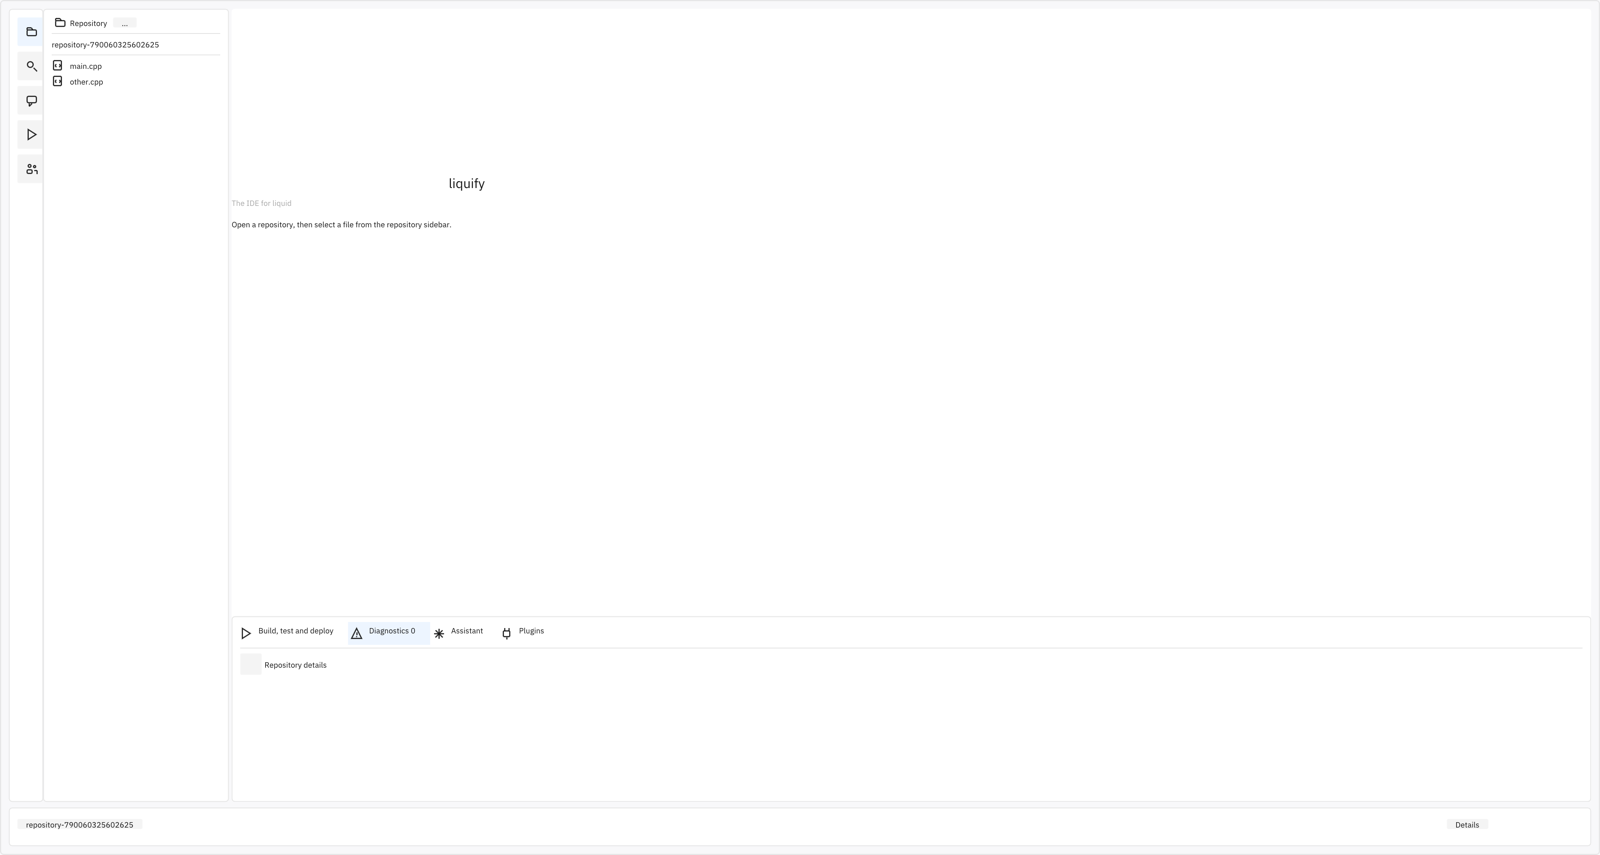 Repository ...
repository-790060325602625
main.cpp
other.cpp
liquify
The IDE for liquid
Open a repository, then select a file from the repository sidebar.
Build, test and deploy Diagnostics 0 Assistant Plugins
Repository details
repository-790060325602625 Details